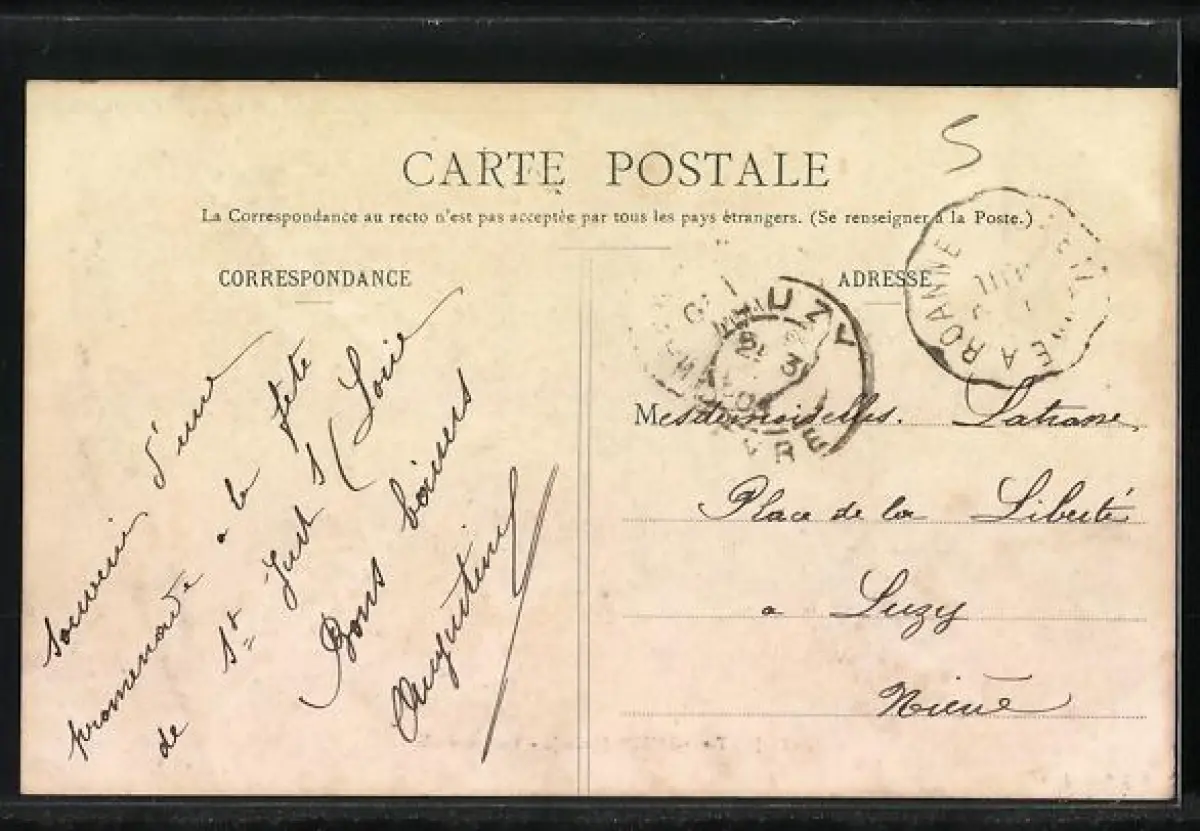 CARTE POSTALE
La Correspondance au recto n'est pas acceptée par tous les pays étrangers. (Se renseigner à la Poste.)
CORRESPONDANCE
Souvenir d'une
promenade à la fête
de St Just s/ Loire
Bons baisers
Augustine
ADRESSE
S
A ROANNE
LUZY
3
Mesdemoiselles.
Place de la Liberté
a Luzy
Nièvre